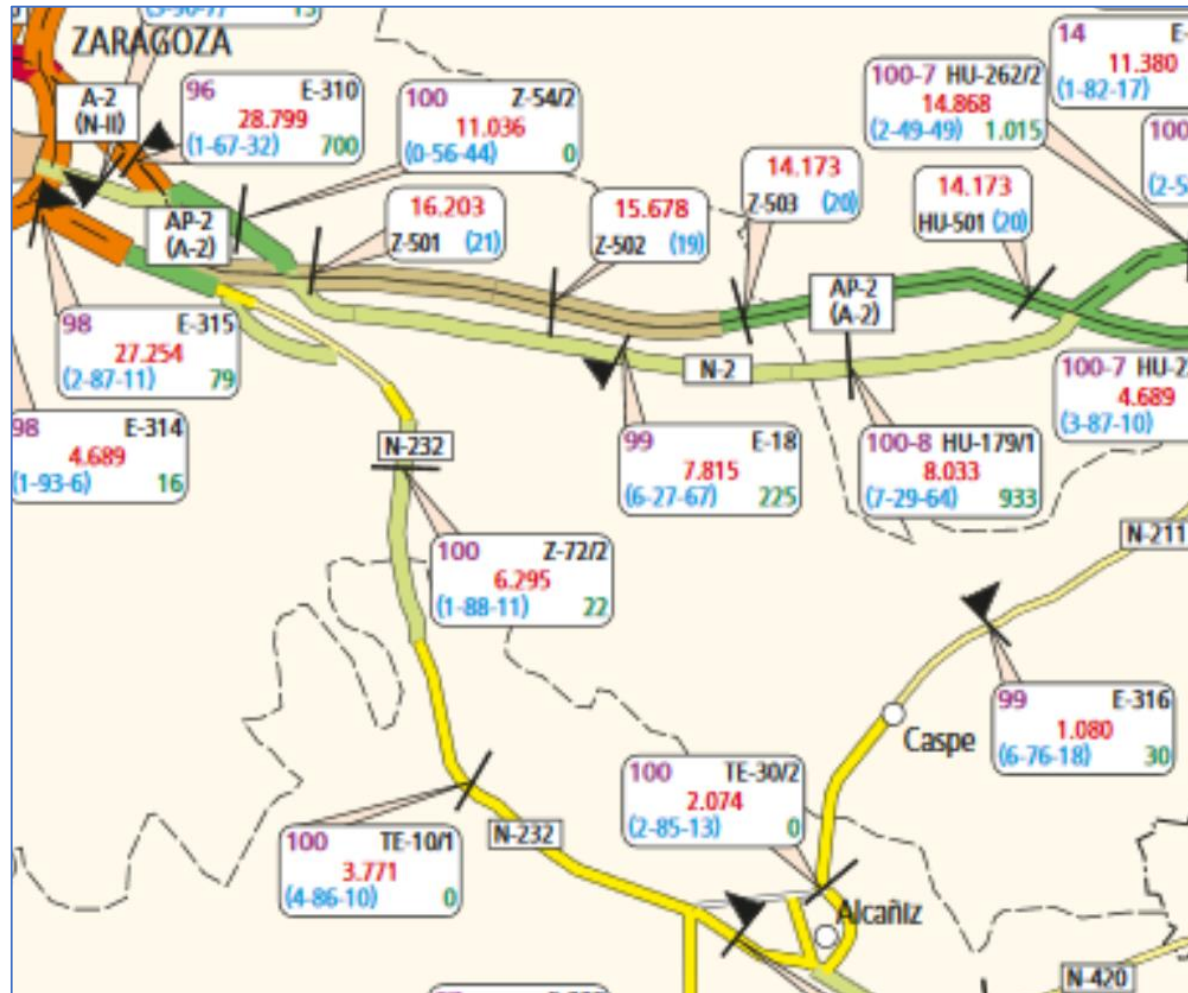 ZARAGOZA
A-2
(N-II)
96 E-310
28.799
(1-67-32) 700
100 Z-54/2
11.036
(0-56-44) 0
100-7 HU-262/2
14.868
(2-49-49) 1.015
14 E-
11.380
(1-82-17)
100
(2-5
AP-2
(A-2)
16.203
Z-501 (21)
15.678
Z-502 (19)
14.173
Z-503 (20)
14.173
HU-501 (20)
AP-2
(A-2)
98 E-315
27.254
(2-87-11) 79
N-2
100-7 HU-2
4.689
(3-87-10)
98 E-314
4.689
(1-93-6) 16
N-232
99 E-18
7.815
(6-27-67) 225
100-8 HU-179/1
8.033
(7-29-64) 933
N-211
100 Z-72/2
6.295
(1-88-11) 22
99 E-316
1.080
(6-76-18) 30
Caspe
100 TE-30/2
2.074
(2-85-13) 0
100 TE-10/1
3.771
(4-86-10) 0
N-232
Alcañiz
N-420